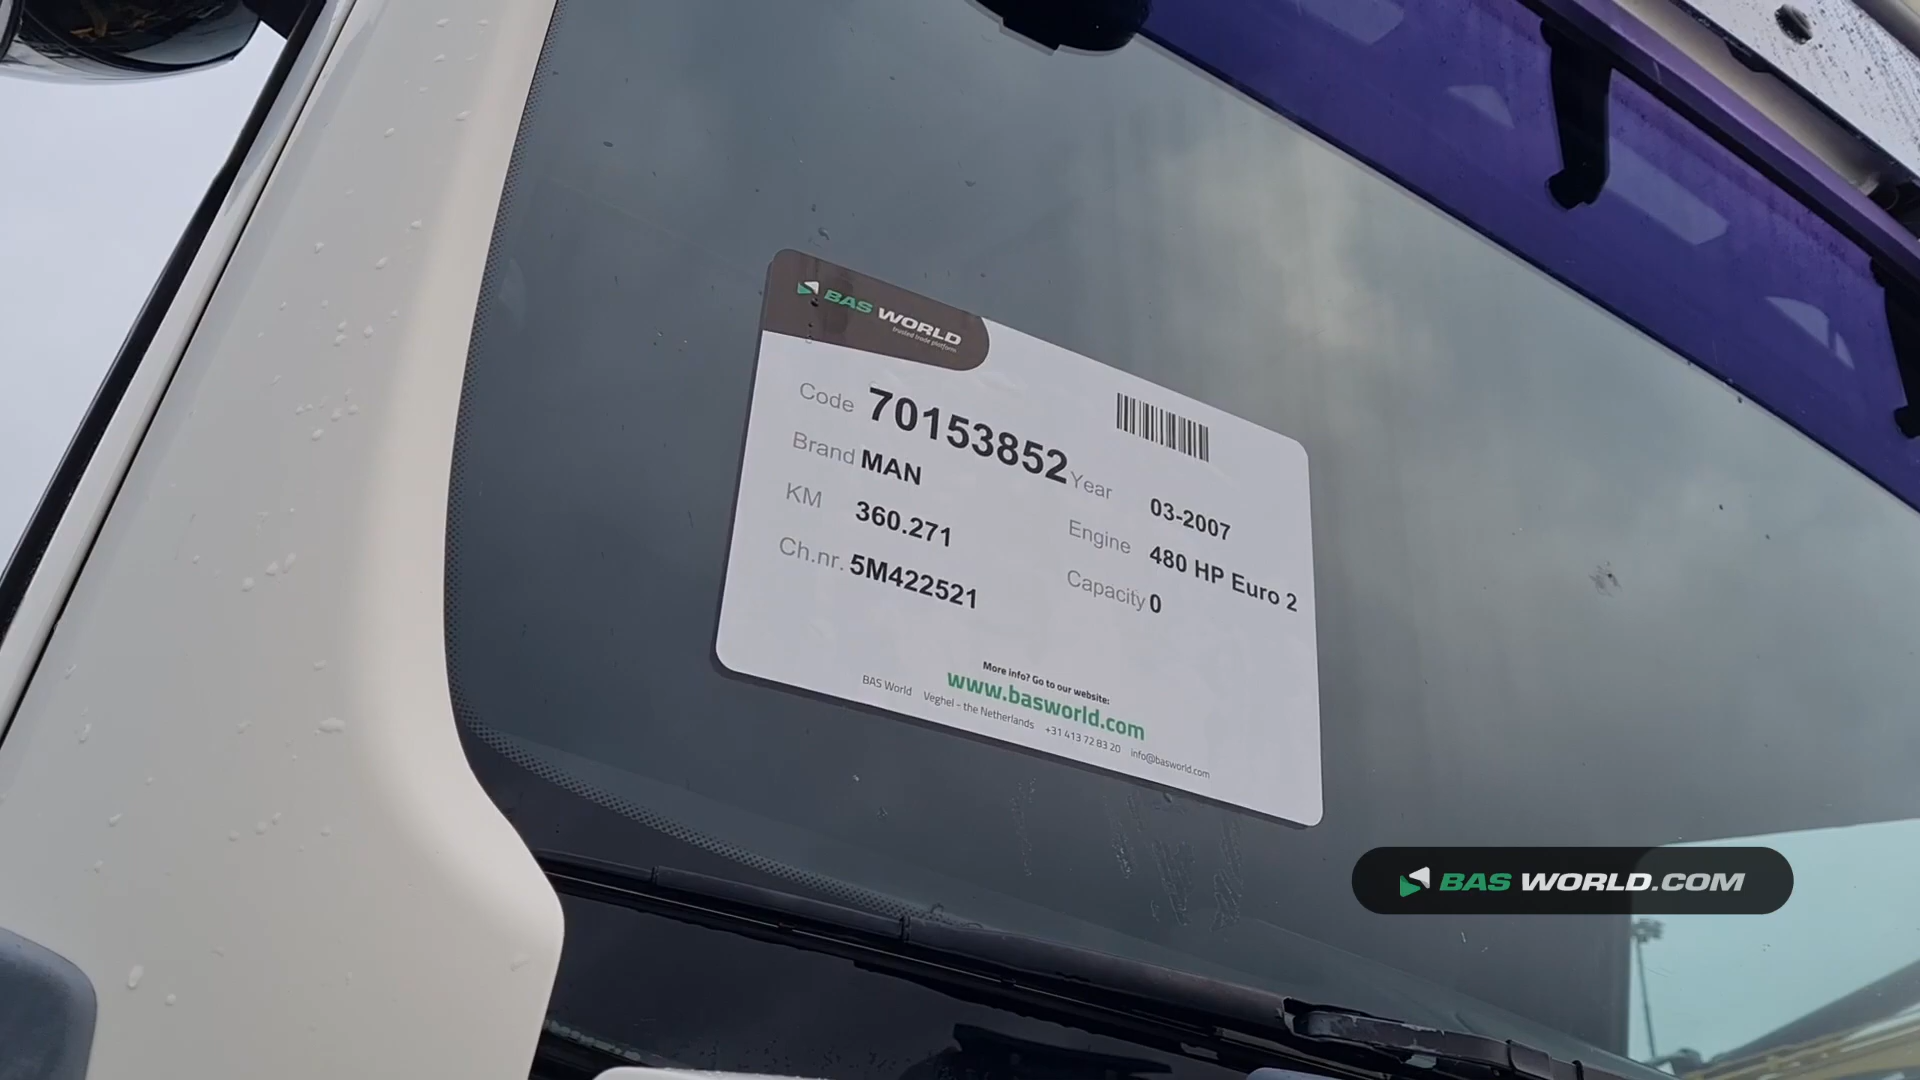 BAS WORLD
trusted trade platform
Code 70153852
Brand MAN
KM 360.271
Ch.nr. 5M422521
Year 03-2007
Engine 480 HP Euro 2
Capacity 0
More info? Go to our website:
www.basworld.com
BAS World Veghel - the Netherlands +31 413 72 83 20 info@basworld.com
BAS WORLD.COM